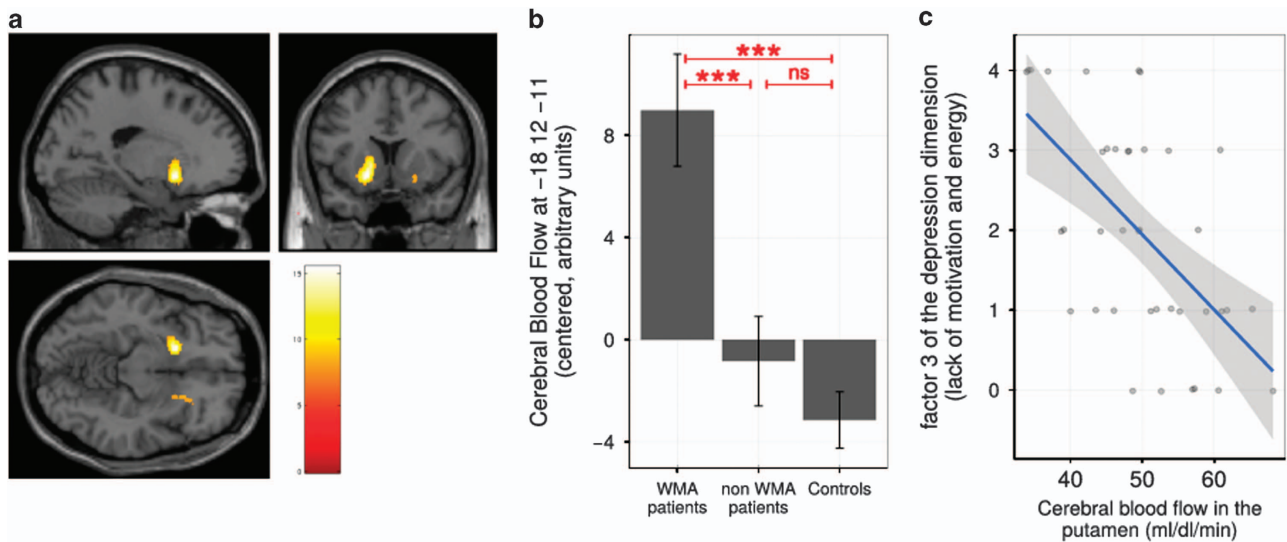 a
15
10
5
0
b
Cerebral Blood Flow at −18 12 −11
(centered, arbitrary units)
8
4
0
−4
***
***
ns
WMA
patients
non WMA
patients
Controls
c
factor 3 of the depression dimension
(lack of motivation and energy)
4
3
2
1
0
40
50
60
Cerebral blood flow in the
putamen (ml/dl/min)